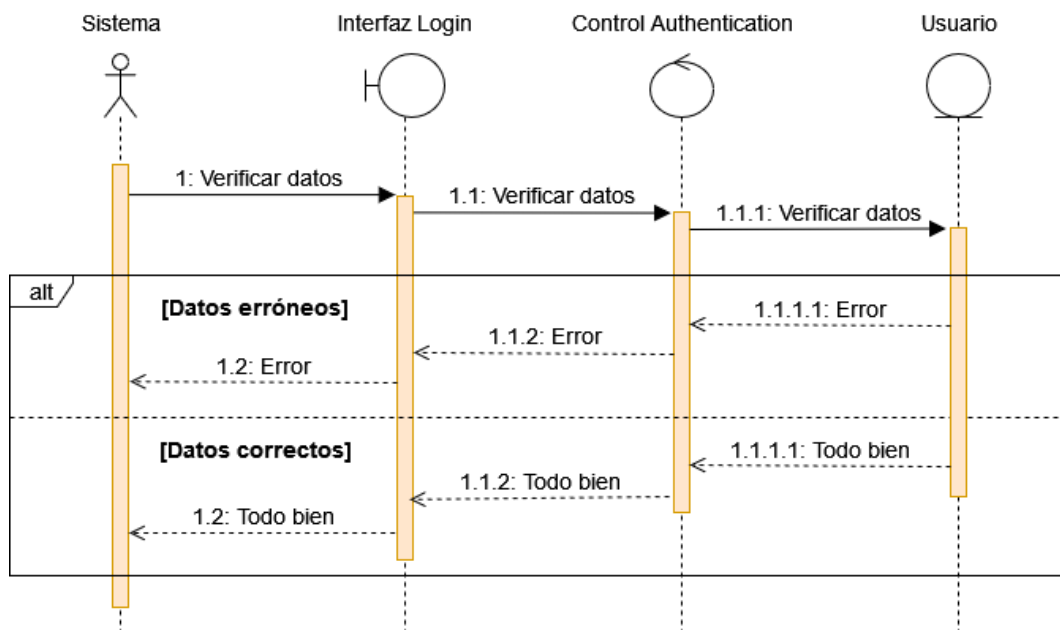 Sistema
Interfaz Login
Control Authentication
Usuario
1: Verificar datos
1.1: Verificar datos
1.1.1: Verificar datos
alt
[Datos erróneos]
1.1.1.1: Error
1.1.2: Error
1.2: Error
[Datos correctos]
1.1.1.1: Todo bien
1.1.2: Todo bien
1.2: Todo bien